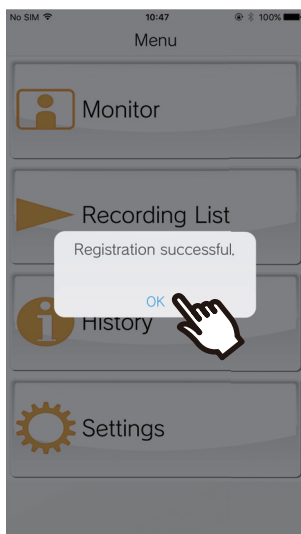 No SIM 10:47 100%
Menu
Monitor
Recording List
Registration successful.
OK
History
Settings